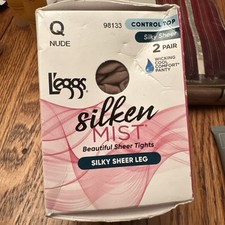 Q
NUDE
98133
CONTROL TOP
Silky Sheer
2 PAIR
WICKING
COOL
COMFORT™
PANTY
L'eggs
silken
MIST®
Beautiful Sheer Tights
SILKY SHEER LEG